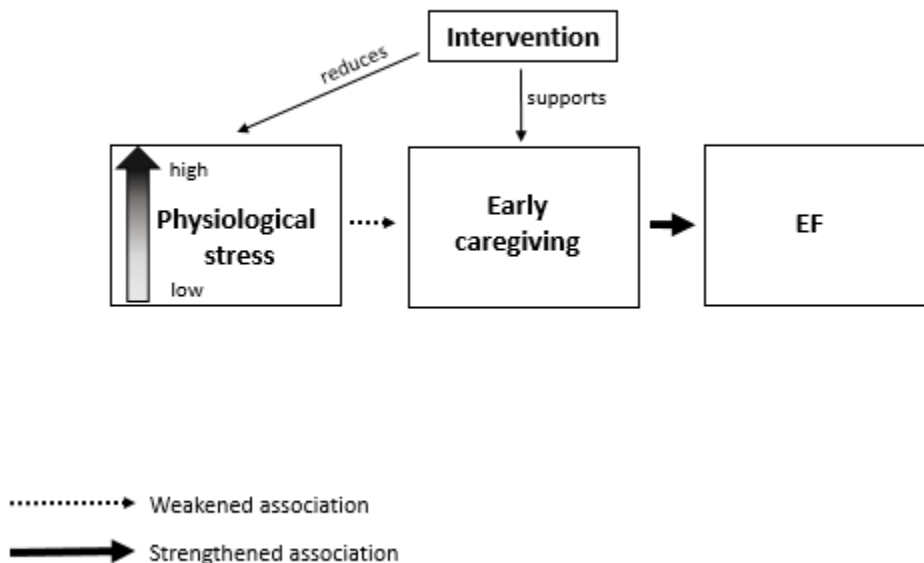 Intervention
reduces
supports
high
Physiological
stress
low
Early
caregiving
EF
Weakened association
Strengthened association